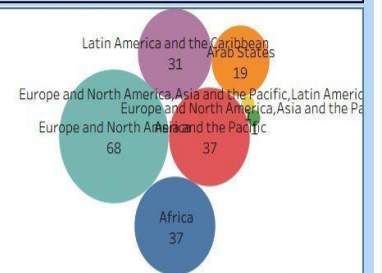 Latin America and the Caribbean
31
Arab States
19
Europe and North America,Asia and the Pacific,Latin Americ
Europe and North America,Asia and the Pa
1
Europe and North America
68
Asia and the Pacific
37
Africa
37